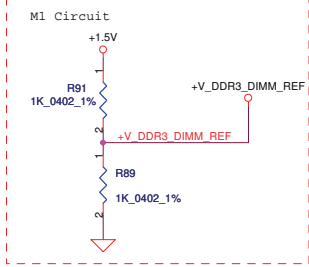 M1 Circuit
+1.5V
1
R91
1K_0402_1%
2
+V_DDR3_DIMM_REF
+V_DDR3_DIMM_REF
1
R89
1K_0402_1%
2